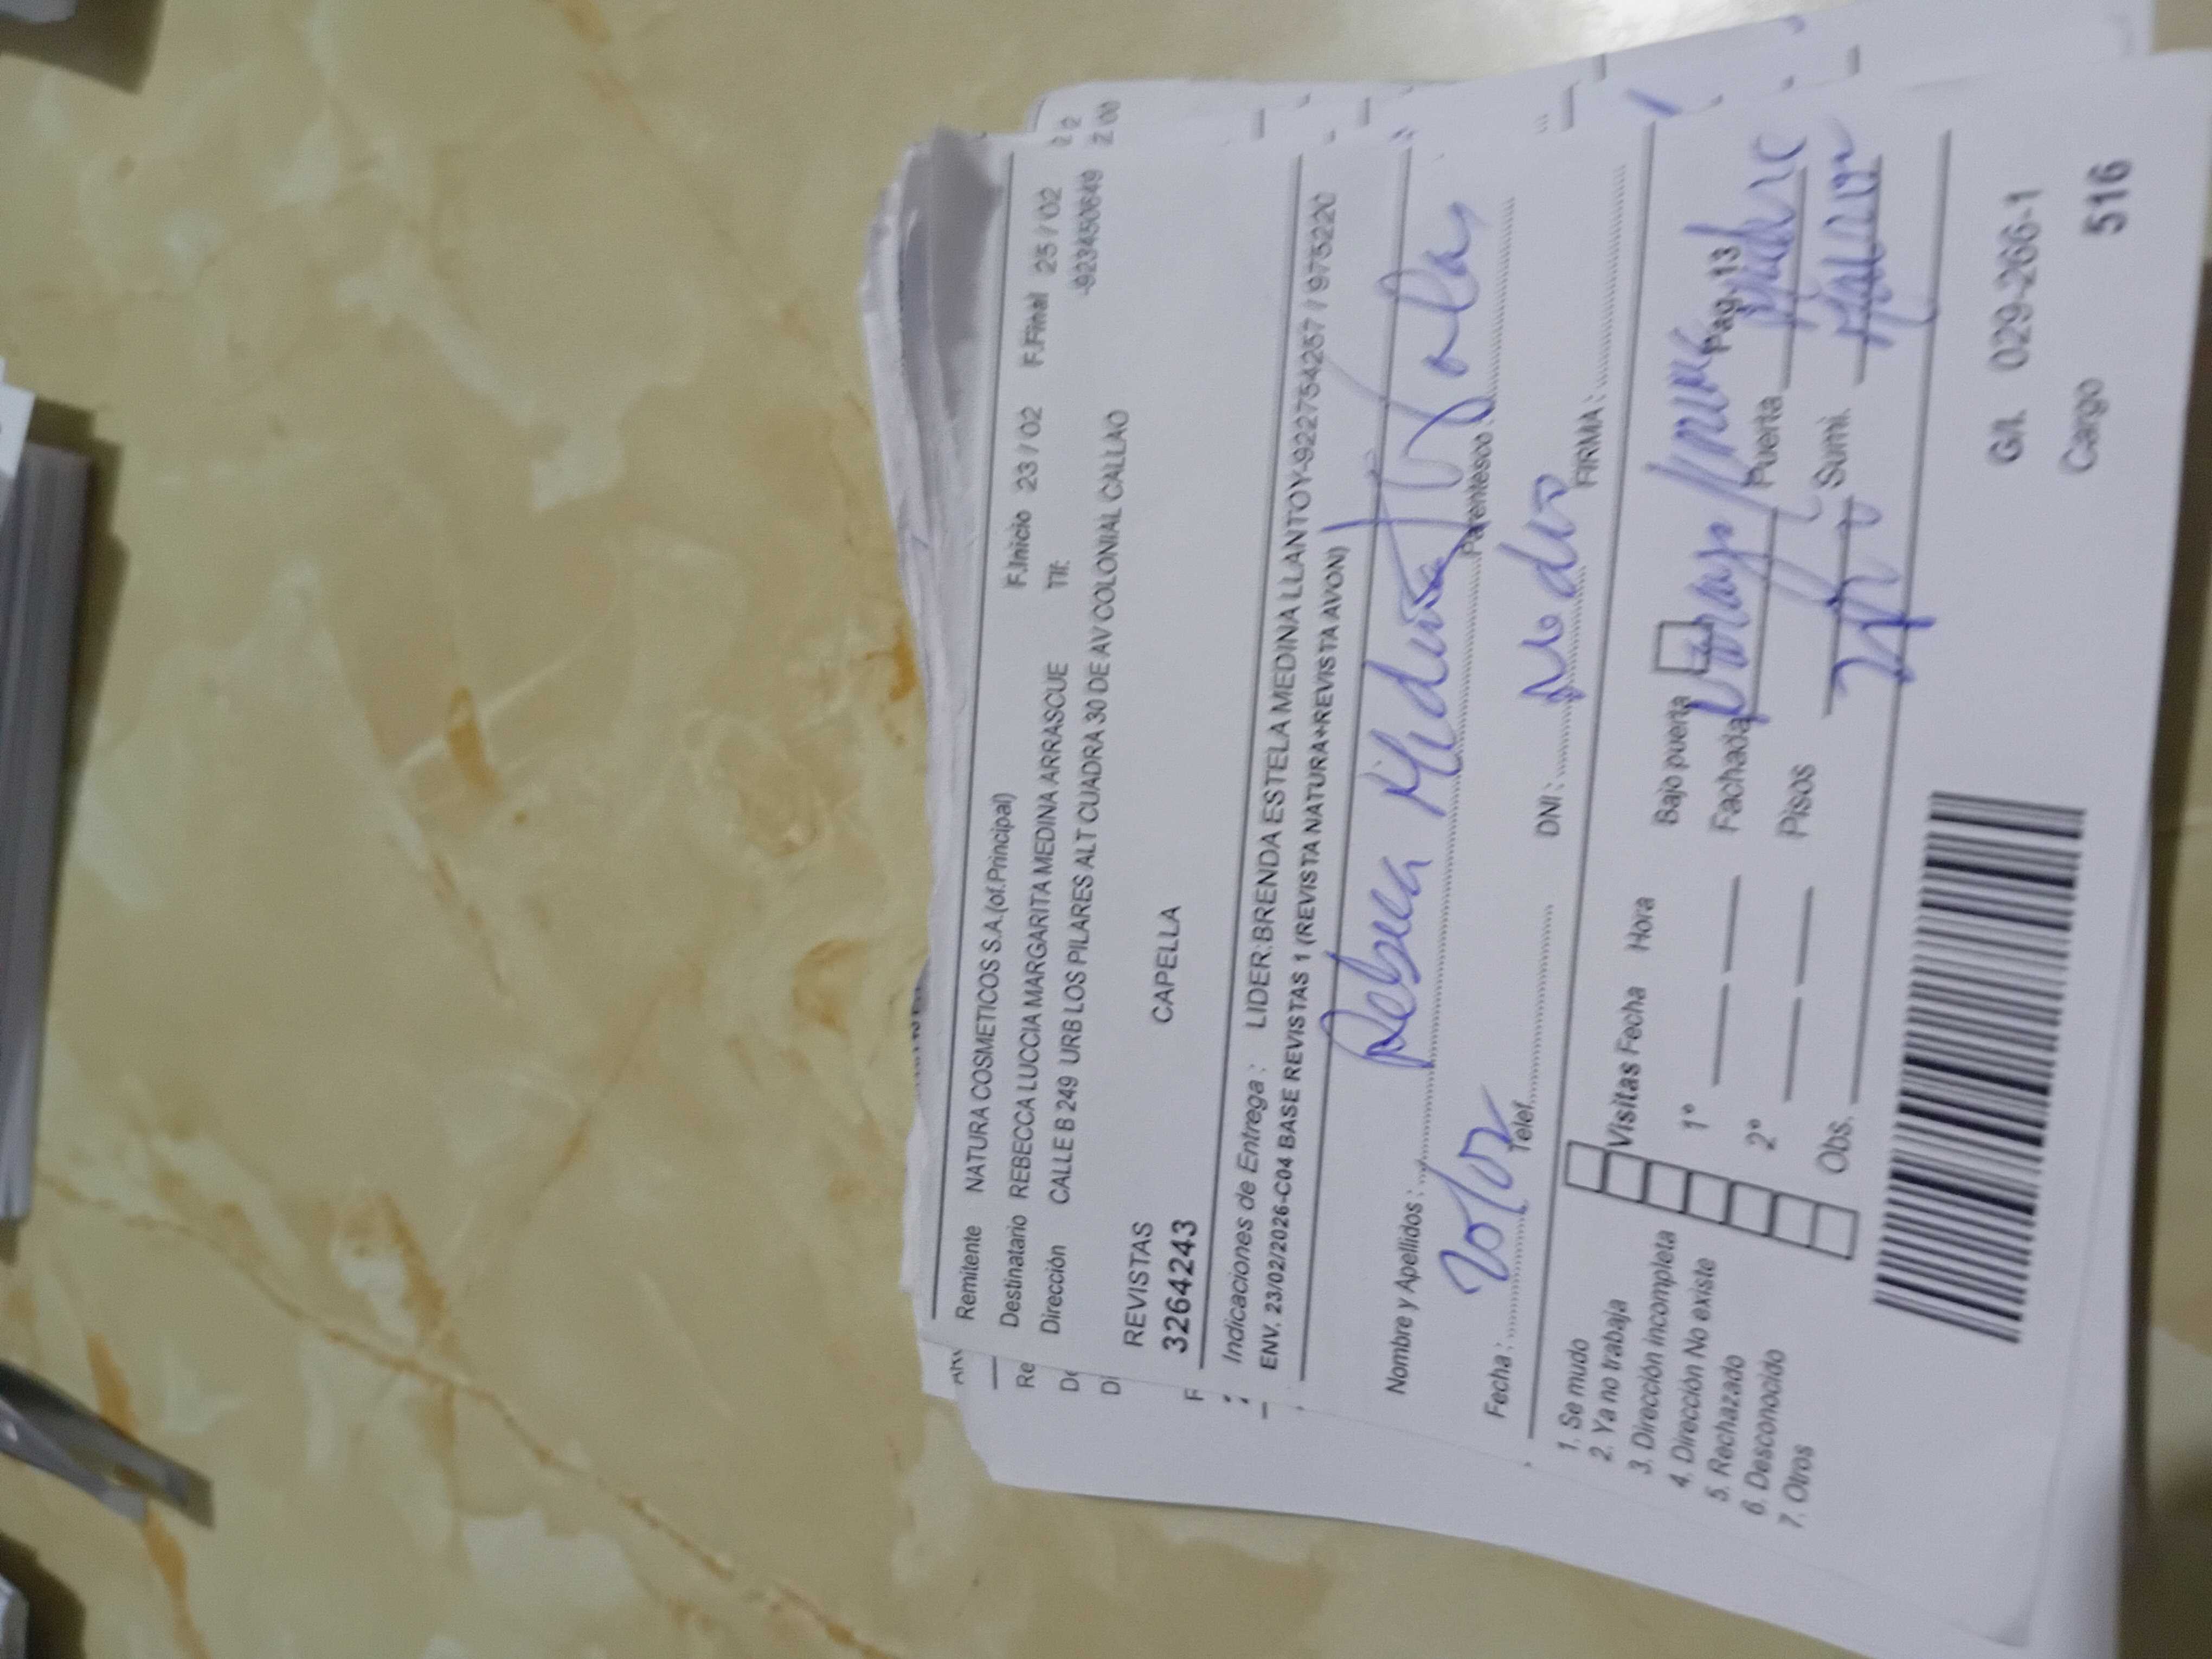 Remitente NATURA COSMETICOS S.A.(of.Principal) F.Inicio 23 / 02 F.Final 25 / 02
Destinatario REBECCA LUCCIA MARGARITA MEDINA ARRASCUE Tlf. -923450649
Dirección CALLE B 249 URB LOS PILARES ALT CUADRA 30 DE AV COLONIAL CALLAO
REVISTAS CAPELLA
3264243
Indicaciones de Entrega : LIDER:BRENDA ESTELA MEDINA LLANTOY-922754257 / 975220
ENV. 23/02/2026-C04 BASE REVISTAS 1 (REVISTA NATURA+REVISTA AVON)
Nombre y Apellidos : Rebeca Medina
Parentesco :
Fecha : Telef. DNI : FIRMA :
1. Se mudo
2. Ya no trabaja
3. Dirección incompleta
4. Dirección No existe
5. Rechazado
6. Desconocido
7. Otros
Visitas Fecha Hora Bajo puerta Pag-13
1° Fachada Puerta
2° Pisos Sumi.
Obs.
G/I. 029-266-1
Cargo 516